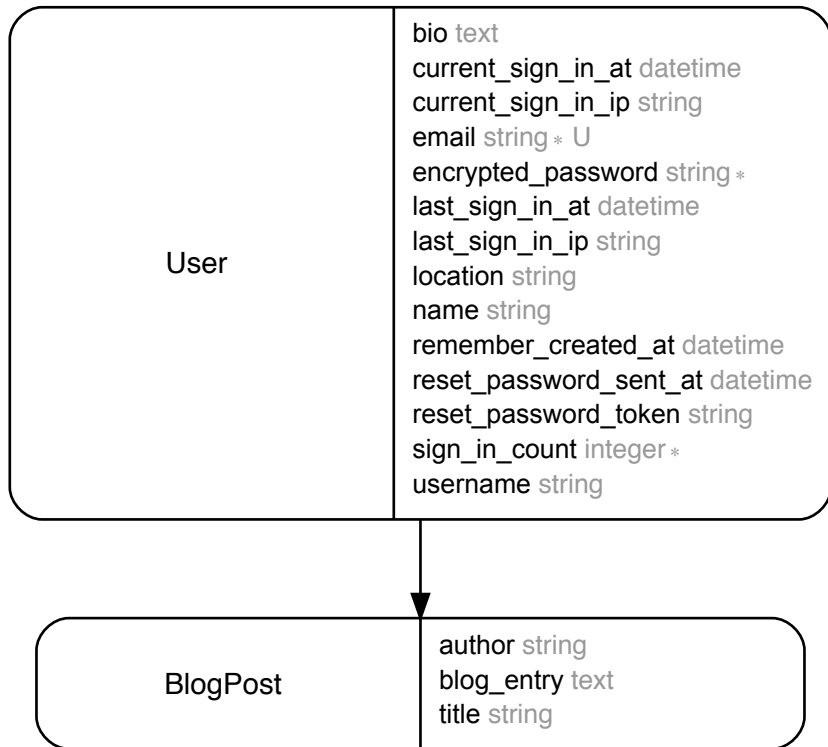 User
bio text
current_sign_in_at datetime
current_sign_in_ip string
email string * U
encrypted_password string *
last_sign_in_at datetime
last_sign_in_ip string
location string
name string
remember_created_at datetime
reset_password_sent_at datetime
reset_password_token string
sign_in_count integer *
username string
BlogPost
author string
blog_entry text
title string